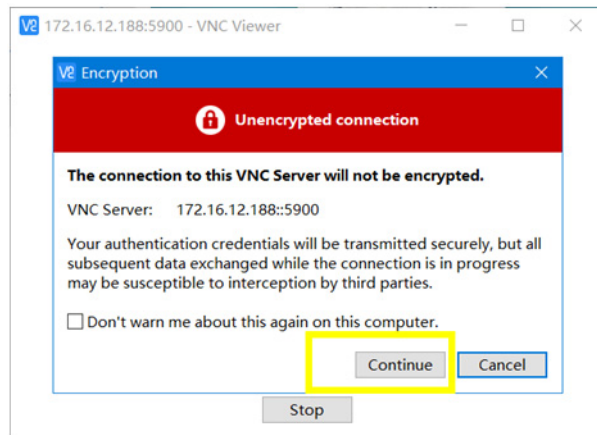 V2 172.16.12.188:5900 - VNC Viewer
V2 Encryption
Unencrypted connection
The connection to this VNC Server will not be encrypted.
VNC Server: 172.16.12.188::5900
Your authentication credentials will be transmitted securely, but all
subsequent data exchanged while the connection is in progress
may be susceptible to interception by third parties.
Don't warn me about this again on this computer.
Continue Cancel
Stop